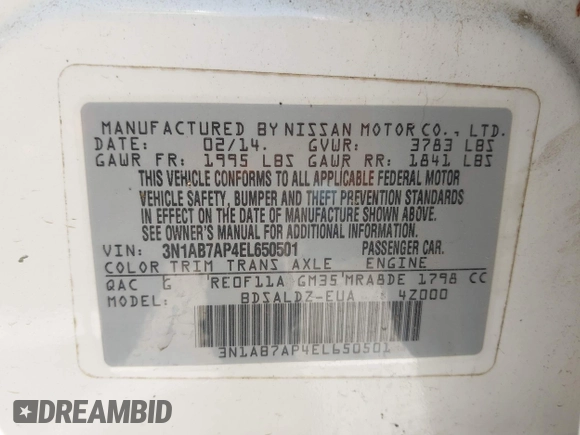 MANUFACTURED BY NISSAN MOTOR CO., LTD.
DATE: 02/14. GVWR: 3783 LBS
GAWR FR: 1995 LBS GAWR RR: 1841 LBS
THIS VEHICLE CONFORMS TO ALL APPLICABLE FEDERAL MOTOR
VEHICLE SAFETY, BUMPER AND THEFT PREVENTION STANDARDS
IN EFFECT ON THE DATE OF MANUFACTURE SHOWN ABOVE.
SEE OWNER'S MANUAL FOR ADDITIONAL INFORMATION.
VIN: 3N1AB7AP4EL650501 PASSENGER CAR.
COLOR TRIM TRANS AXLE ENGINE
QAC G RE0F11A GM35 MRA8DE 1798 CC
MODEL: BDSALDZ-EUA 4Z000
3N1AB7AP4EL650501
DREAMBID